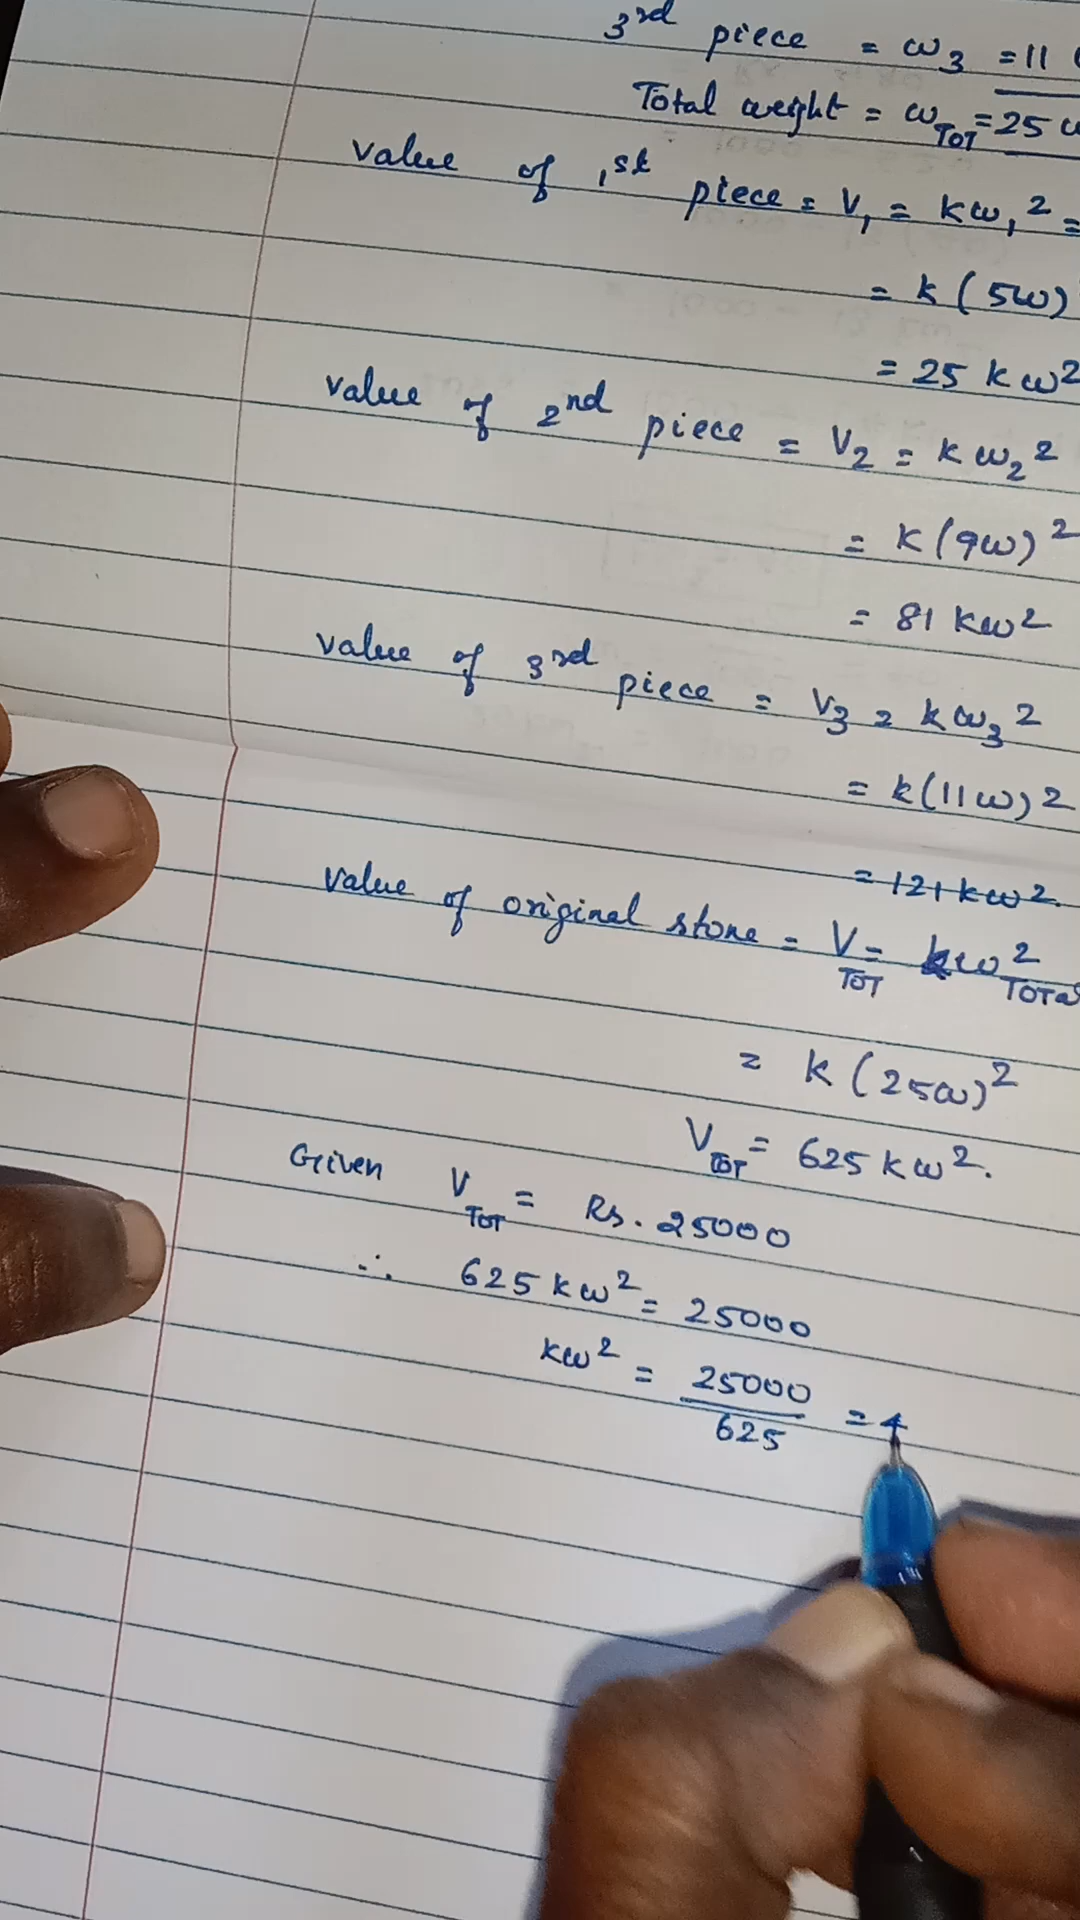 3rd piece = ω3 = 11
Total weight = ωTOT = 25 ω
value of 1st piece = V1 = kω1² =
= k (5ω)
= 25 kω²
value of 2nd piece = V2 = kω2²
= k(9ω)²
= 81 kω²
value of 3rd piece = V3 = kω3²
= k(11ω)²
= 121 kω².
value of original stone = VTOT = kω²TOTal
= k (25ω)²
VTOT = 625 kω².
Given VTOT = Rs. 25000
∴ 625 kω² = 25000
kω² = 25000/625 = 4